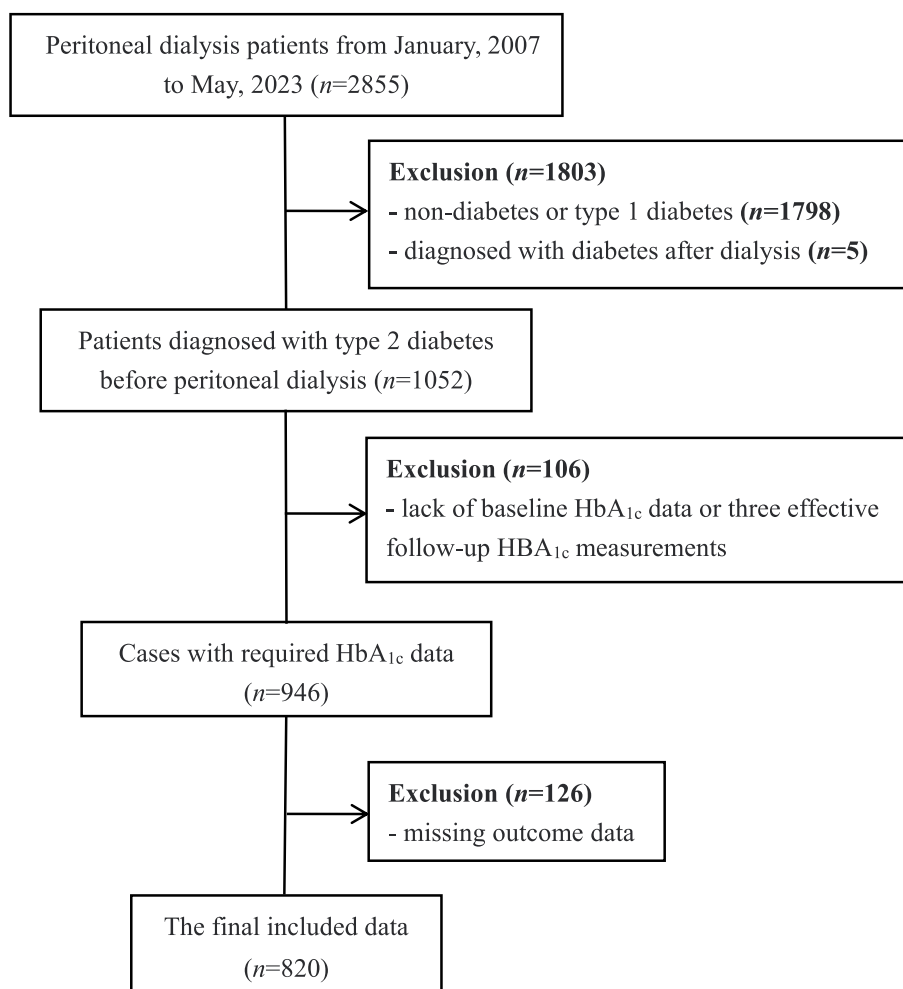 Peritoneal dialysis patients from January, 2007
to May, 2023 (n=2855)
Exclusion (n=1803)
- non-diabetes or type 1 diabetes (n=1798)
- diagnosed with diabetes after dialysis (n=5)
Patients diagnosed with type 2 diabetes
before peritoneal dialysis (n=1052)
Exclusion (n=106)
- lack of baseline HbA1c data or three effective
follow-up HBA1c measurements
Cases with required HbA1c data
(n=946)
Exclusion (n=126)
- missing outcome data
The final included data
(n=820)